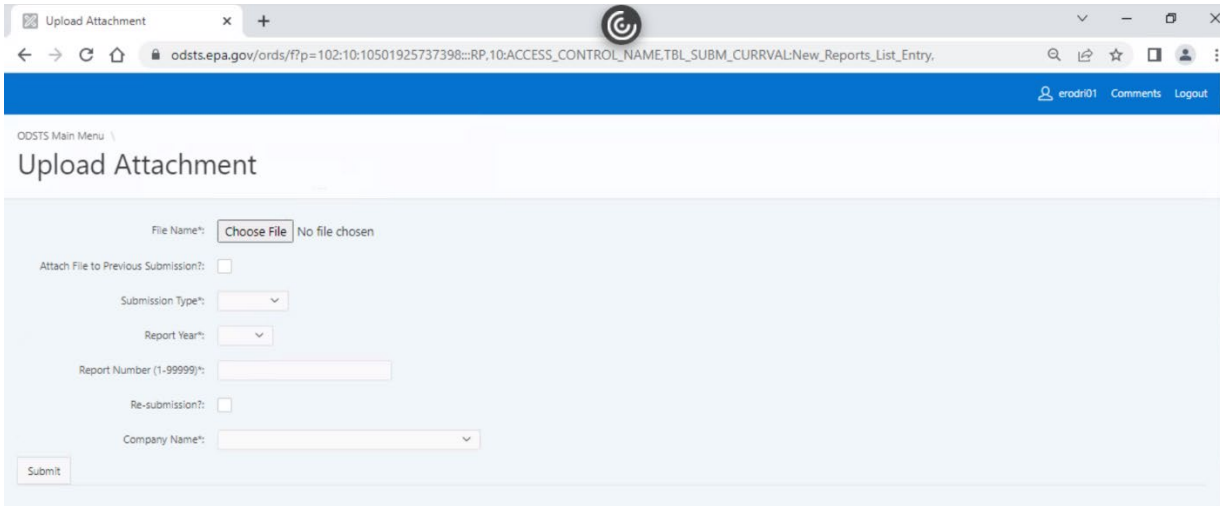 Upload Attachment
odsts.epa.gov/ords/f?p=102:10:10501925737398:::RP,10:ACCESS_CONTROL_NAME,TBL_SUBM_CURRVAL:New_Reports_List_Entry,
erodri01 Comments Logout
ODSTS Main Menu \
Upload Attachment
File Name*: Choose File No file chosen
Attach File to Previous Submission?:
Submission Type*:
Report Year*:
Report Number (1-99999)*:
Re-submission?:
Company Name*:
Submit